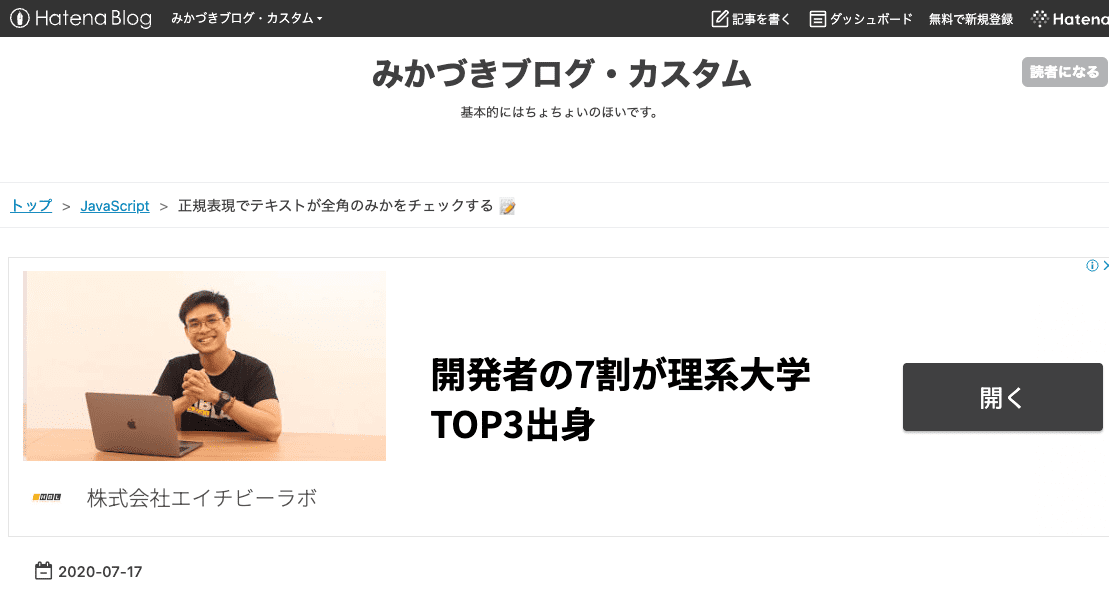 Hatena Blog みかづきブログ・カスタム 記事を書く ダッシュボード 無料で新規登録 Hatena
みかづきブログ・カスタム
読者になる
基本的にはちょちょいのほいです。
トップ > JavaScript > 正規表現でテキストが全角のみかをチェックする
開発者の7割が理系大学
TOP3出身
開く
HBL 株式会社エイチビーラボ
2020-07-17